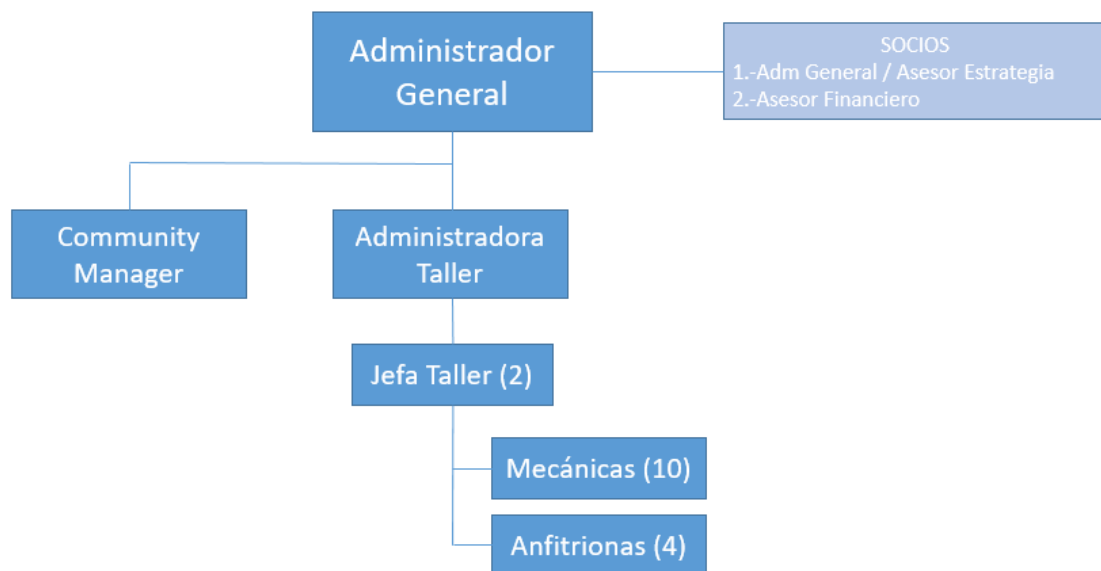 Administrador
General
SOCIOS
1.-Adm General / Asesor Estrategia
2.-Asesor Financiero
Community
Manager
Administradora
Taller
Jefa Taller (2)
Mecánicas (10)
Anfitrionas (4)